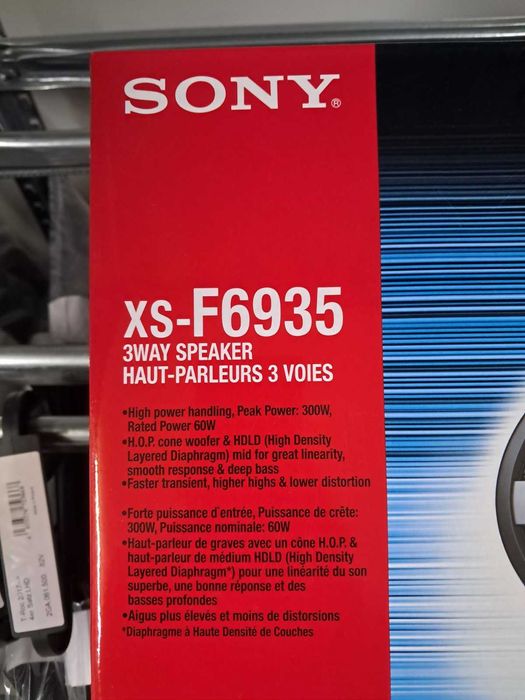 SONY®
XS-F6935
3WAY SPEAKER
HAUT-PARLEURS 3 VOIES
•High power handling, Peak Power: 300W,
Rated Power 60W
•H.O.P. cone woofer & HDLD (High Density
Layered Diaphragm) mid for great linearity,
smooth response & deep bass
•Faster transient, higher highs & lower distortion
•Forte puissance d'entrée, Puissance de crête:
300W, Puissance nominale: 60W
•Haut-parleur de graves avec un cône H.O.P. &
haut-parleur de médium HDLD (High Density
Layered Diaphragm*) pour une linéarité du son
superbe, une bonne réponse et des
basses profondes
•Aigus plus élevés et moins de distorsions
*Diaphragme à Haute Densité de Couches
2GA 061 500